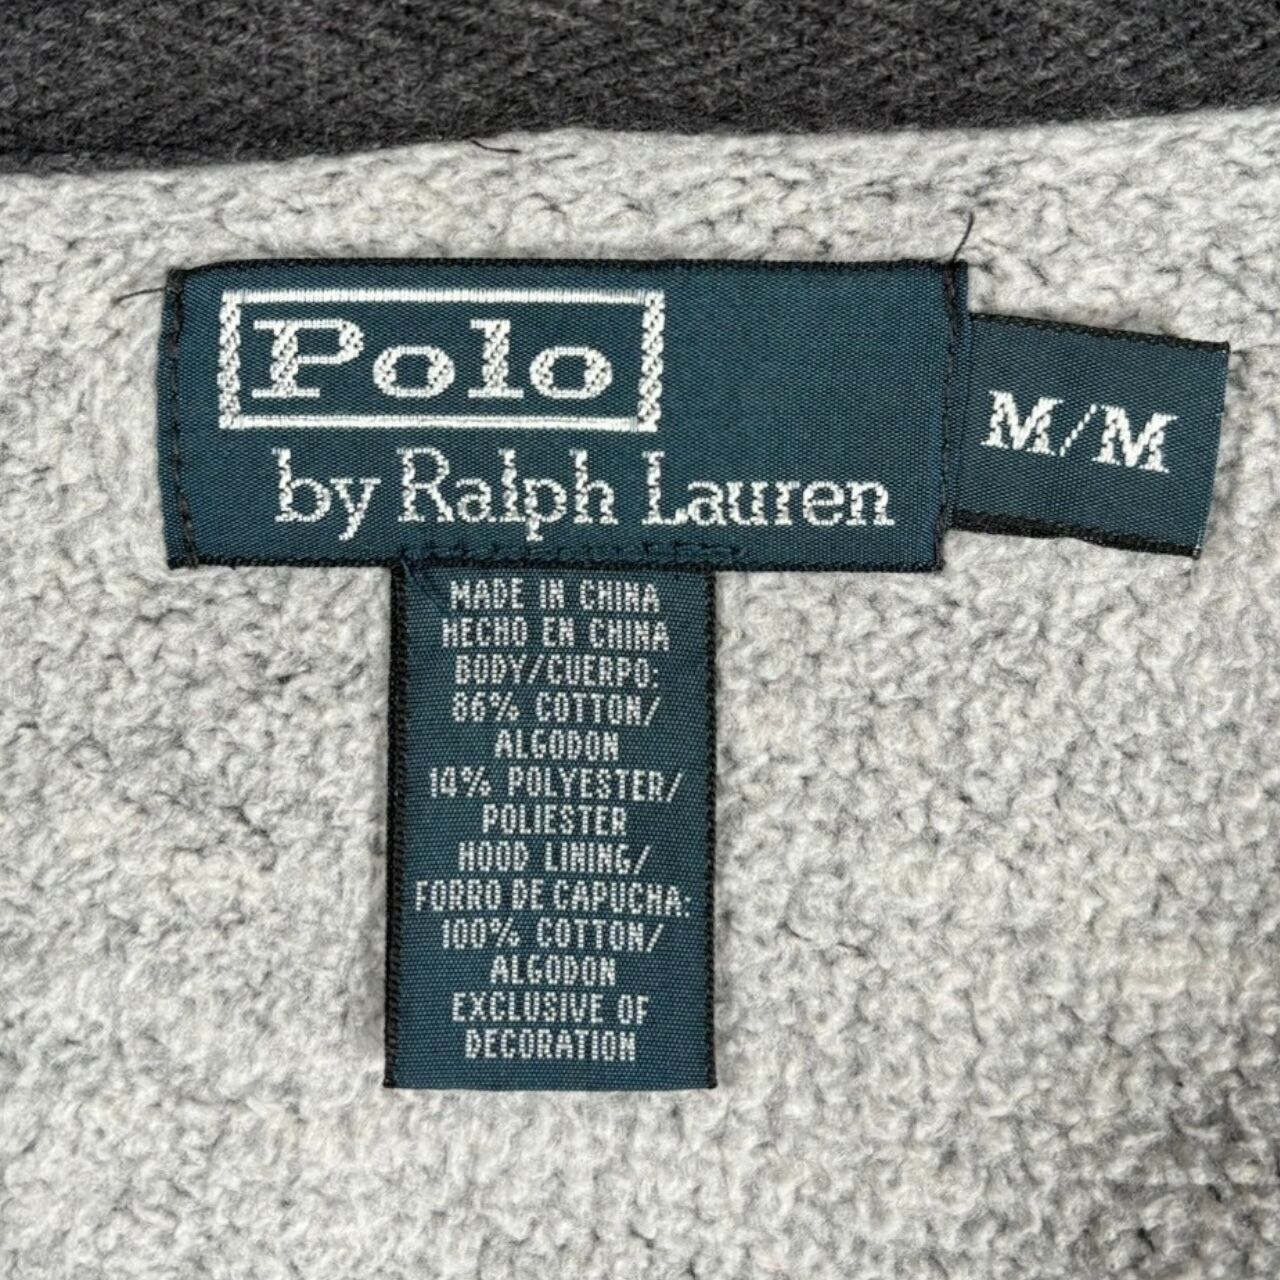 Polo
by Ralph Lauren
M/M
MADE IN CHINA
HECHO EN CHINA
BODY/CUERPO:
86% COTTON/
ALGODON
14% POLYESTER/
POLIESTER
HOOD LINING/
FORRO DE CAPUCHA:
100% COTTON/
ALGODON
EXCLUSIVE OF
DECORATION